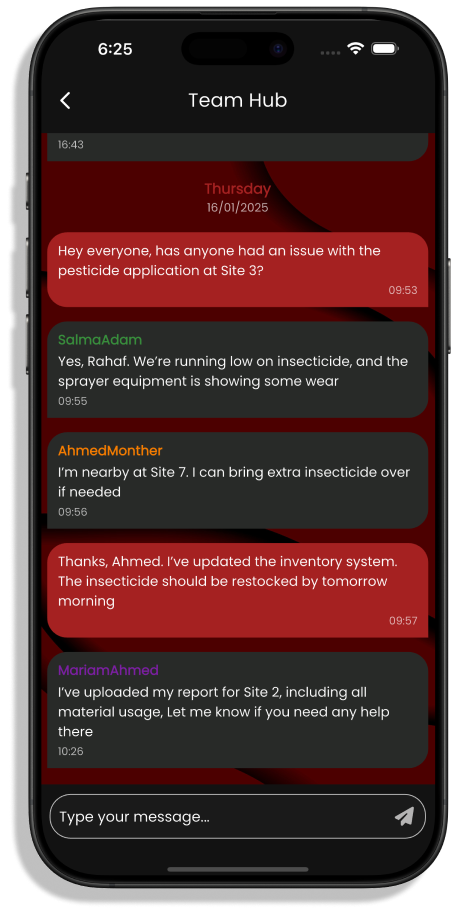 6:25
Team Hub
16:43
Thursday
16/01/2025
Hey everyone, has anyone had an issue with the
pesticide application at Site 3?
09:53
SalmaAdam
Yes, Rahaf. We’re running low on insecticide, and the
sprayer equipment is showing some wear
09:55
AhmedMonther
I’m nearby at Site 7. I can bring extra insecticide over
if needed
09:56
Thanks, Ahmed. I’ve updated the inventory system.
The insecticide should be restocked by tomorrow
morning
09:57
MariamAhmed
I’ve uploaded my report for Site 2, including all
material usage, Let me know if you need any help
there
10:26
Type your message...